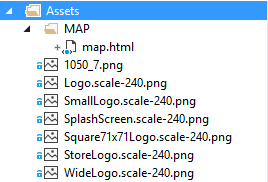 Assets
MAP
map.html
1050_7.png
Logo.scale-240.png
SmallLogo.scale-240.png
SplashScreen.scale-240.png
Square71x71Logo.scale-240.png
StoreLogo.scale-240.png
WideLogo.scale-240.png